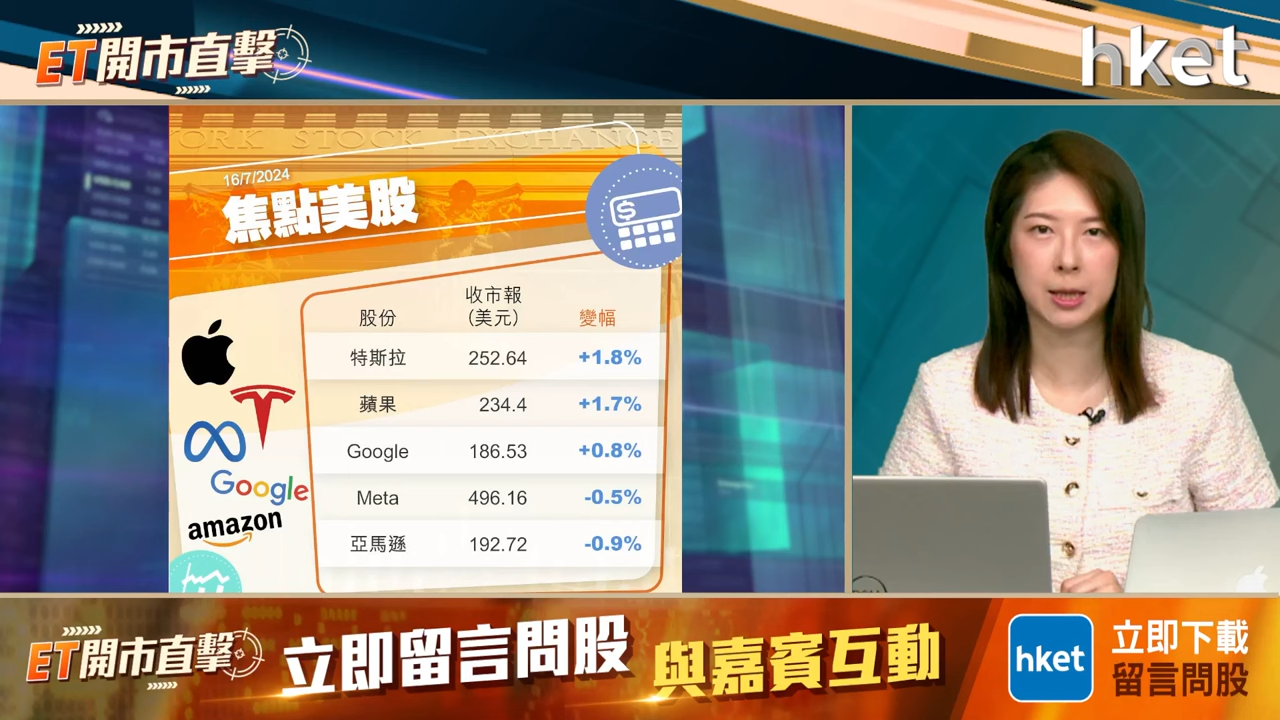 ET開市直擊
hket
YORK STOCK EXCHANGE
16/7/2024
焦點美股
股份 收市報(美元) 變幅
特斯拉 252.64 +1.8%
蘋果 234.4 +1.7%
Google 186.53 +0.8%
Meta 496.16 -0.5%
亞馬遜 192.72 -0.9%
Google
amazon
ET開市直擊
立即留言問股 與嘉賓互動
hket
立即下載
留言問股